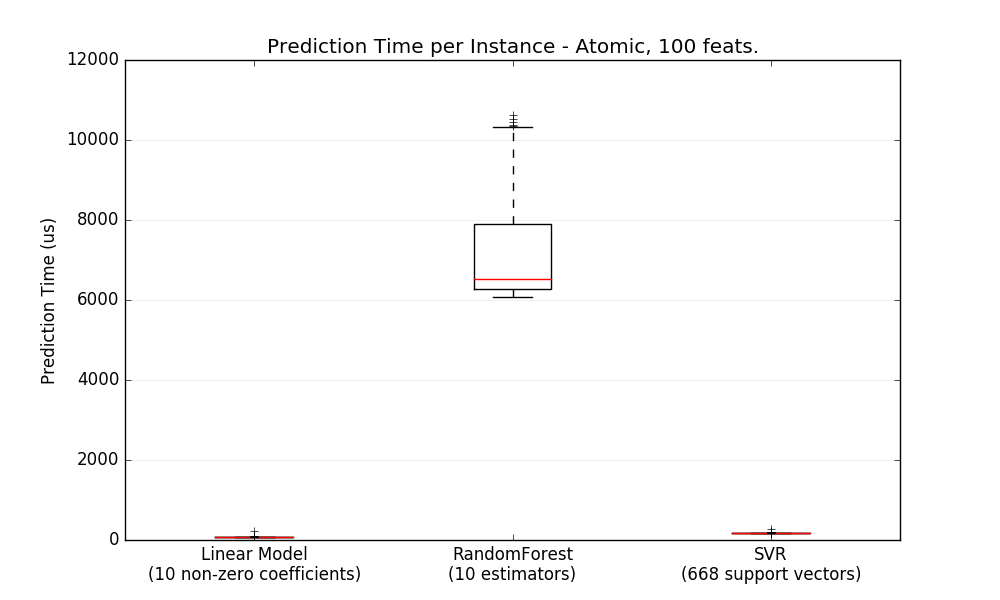 Prediction Time per Instance - Atomic, 100 feats.
12000
10000
8000
6000
4000
2000
0
Prediction Time (us)
Linear Model
(10 non-zero coefficients)
RandomForest
(10 estimators)
SVR
(668 support vectors)